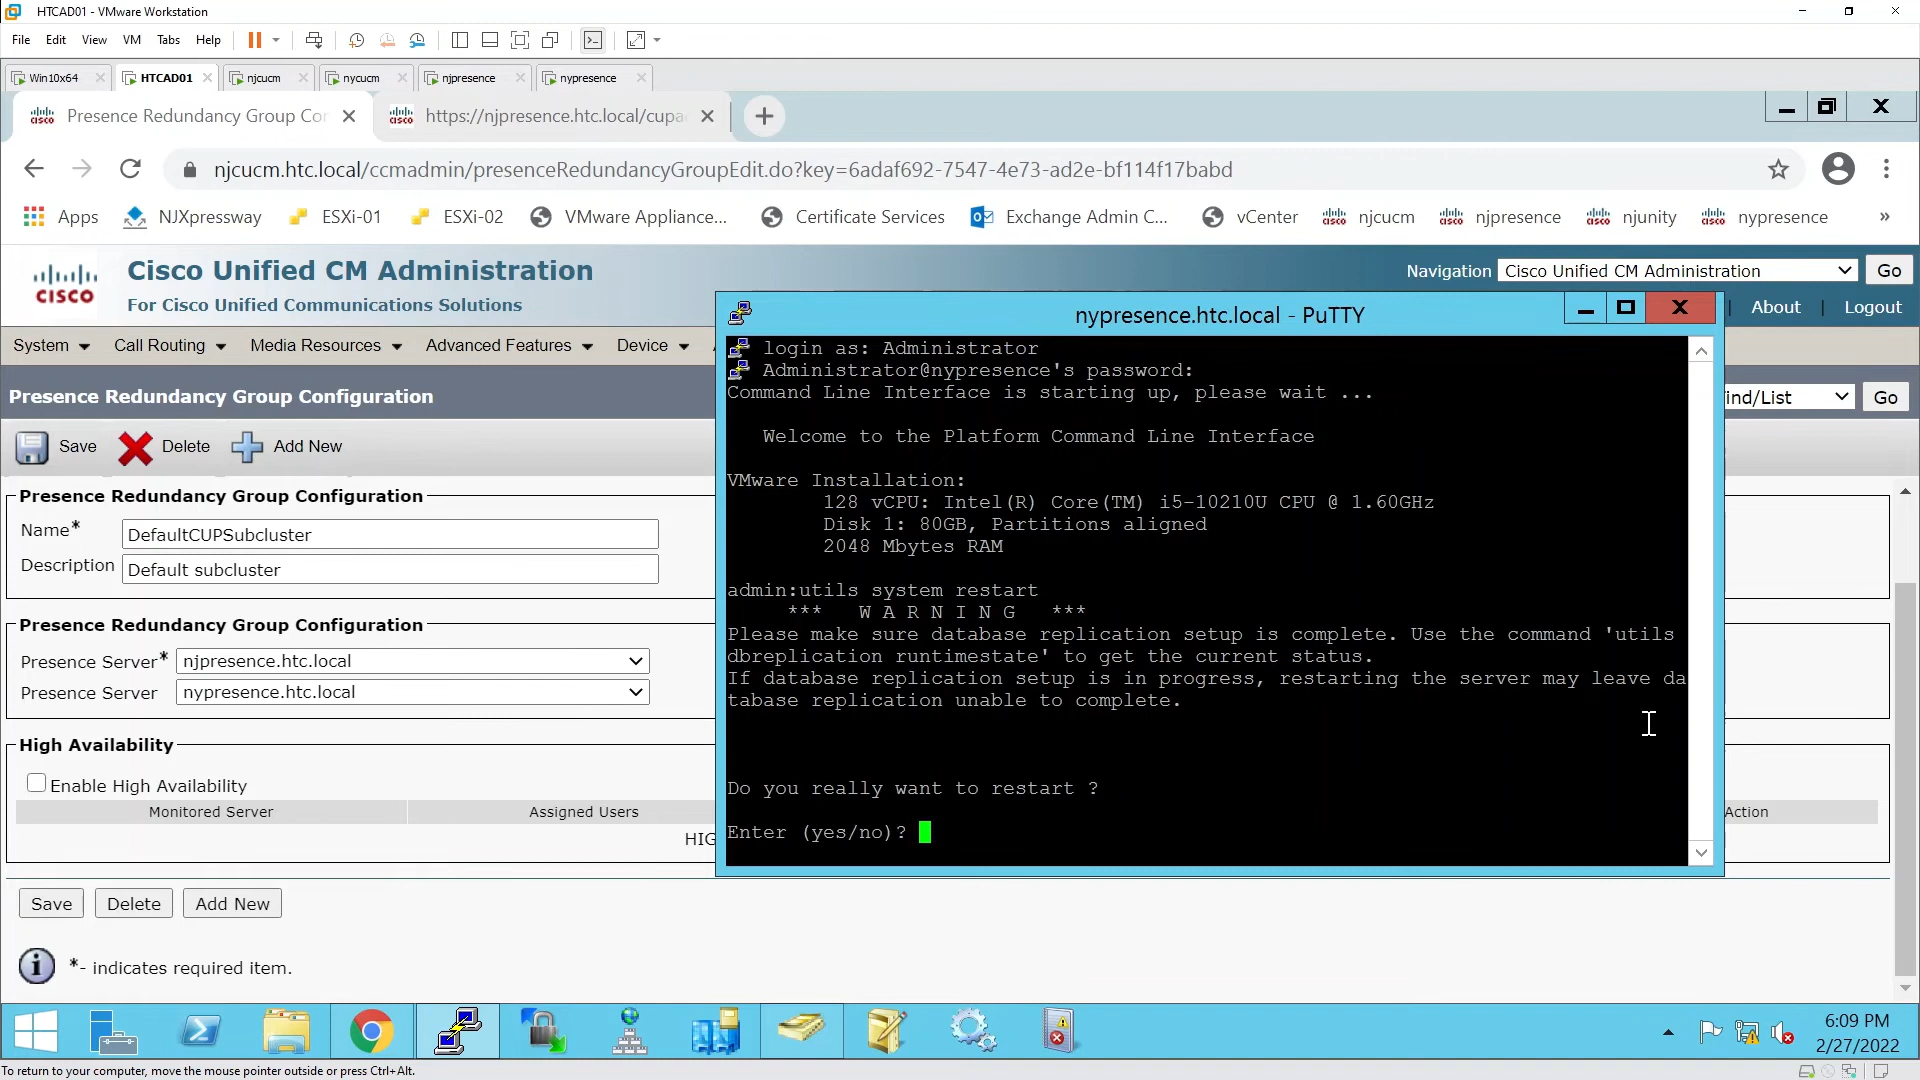 HTCAD01 - VMware Workstation
File Edit View VM Tabs Help
Win10x64 HTCAD01 njcucm nycucm njpresence nypresence
Presence Redundancy Group Con https://njpresence.htc.local/cupa
njcucm.htc.local/ccmadmin/presenceRedundancyGroupEdit.do?key=6adaf692-7547-4e73-ad2e-bf114f17babd
Apps NJXpressway ESXi-01 ESXi-02 VMware Appliance... Certificate Services Exchange Admin C... vCenter njcucm njpresence njunity nypresence »
CISCO
Cisco Unified CM Administration
For Cisco Unified Communications Solutions
Navigation Cisco Unified CM Administration Go
About | Logout
System Call Routing Media Resources Advanced Features Device
Presence Redundancy Group Configuration
ind/List Go
Save Delete Add New
Presence Redundancy Group Configuration
Name* DefaultCUPSubcluster
Description Default subcluster
Presence Redundancy Group Configuration
Presence Server* njpresence.htc.local
Presence Server nypresence.htc.local
High Availability
Enable High Availability
Monitored Server Assigned Users Action
HIG
Save Delete Add New
*- indicates required item.
nypresence.htc.local - PuTTY
login as: Administrator
Administrator@nypresence's password:
Command Line Interface is starting up, please wait ...
Welcome to the Platform Command Line Interface
VMware Installation:
128 vCPU: Intel(R) Core(TM) i5-10210U CPU @ 1.60GHz
Disk 1: 80GB, Partitions aligned
2048 Mbytes RAM
admin:utils system restart
*** W A R N I N G ***
Please make sure database replication setup is complete. Use the command 'utils
dbreplication runtimestate' to get the current status.
If database replication setup is in progress, restarting the server may leave da
tabase replication unable to complete.
Do you really want to restart ?
Enter (yes/no)?
6:09 PM
2/27/2022
To return to your computer, move the mouse pointer outside or press Ctrl+Alt.